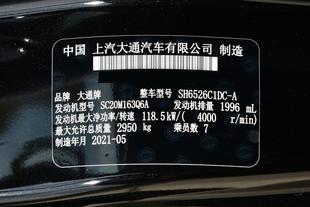 中国 上汽大通汽车有限公司 制造
品牌 大通牌 整车型号 SH6526C1DC-A
发动机型号 SC20M163Q6A 发动机排量 1996 mL
发动机最大净功率/转速 118.5kW/( 4000 r/min)
最大允许总质量 2950 kg 乘员数 7
制造年月 2021-05